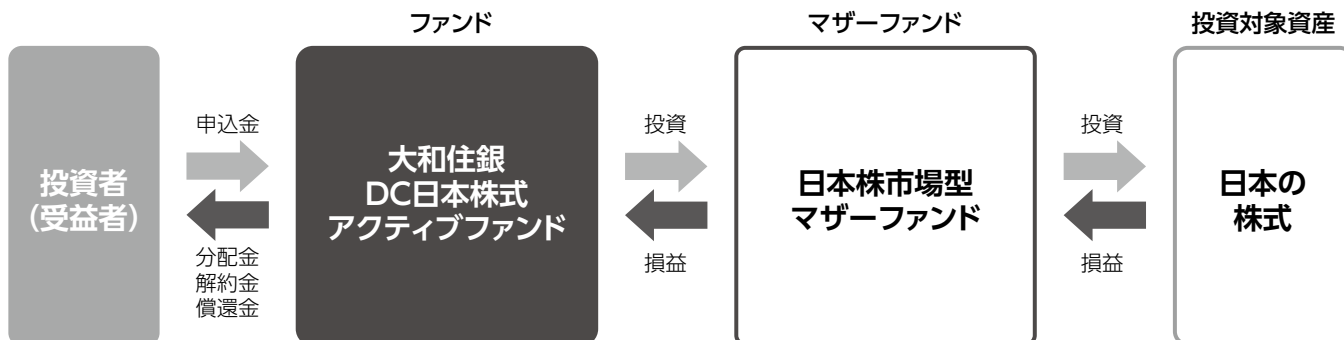 ファンド
マザーファンド
投資対象資産
投資者
(受益者)
申込金
分配金
解約金
償還金
大和住銀
DC日本株式
アクティブファンド
投資
損益
日本株市場型
マザーファンド
投資
損益
日本の
株式